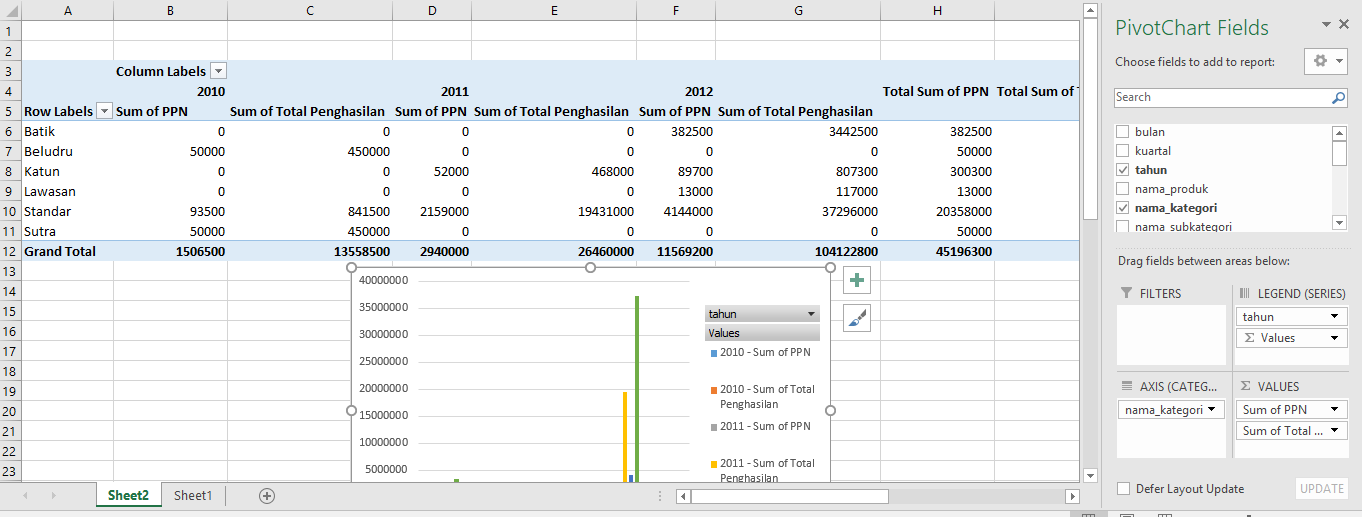 A B C D E F G H
1
2
3 Column Labels
4 2010 2011 2012 Total Sum of PPN Total Sum of T
5 Row Labels Sum of PPN Sum of Total Penghasilan Sum of PPN Sum of Total Penghasilan Sum of PPN Sum of Total Penghasilan
6 Batik 0 0 0 0 382500 3442500 382500
7 Beludru 50000 450000 0 0 0 0 50000
8 Katun 0 0 52000 468000 89700 807300 300300
9 Lawasan 0 0 0 0 13000 117000 13000
10 Standar 93500 841500 2159000 19431000 4144000 37296000 20358000
11 Sutra 50000 450000 0 0 0 0 50000
12 Grand Total 1506500 13558500 2940000 26460000 11569200 104122800 45196300
13
14
15
16
17
18
19
20
21
22
23
40000000
35000000
30000000
25000000
20000000
15000000
10000000
5000000
tahun
Values
2010 - Sum of PPN
2010 - Sum of Total
Penghasilan
2011 - Sum of PPN
2011 - Sum of Total
Penghasilan
Sheet2 Sheet1
PivotChart Fields
Choose fields to add to report:
Search
bulan
kuartal
tahun
nama_produk
nama_kategori
nama_subkategori
Drag fields between areas below:
FILTERS
LEGEND (SERIES)
tahun
Σ Values
AXIS (CATEG...
nama_kategori
Σ VALUES
Sum of PPN
Sum of Total ...
Defer Layout Update
UPDATE